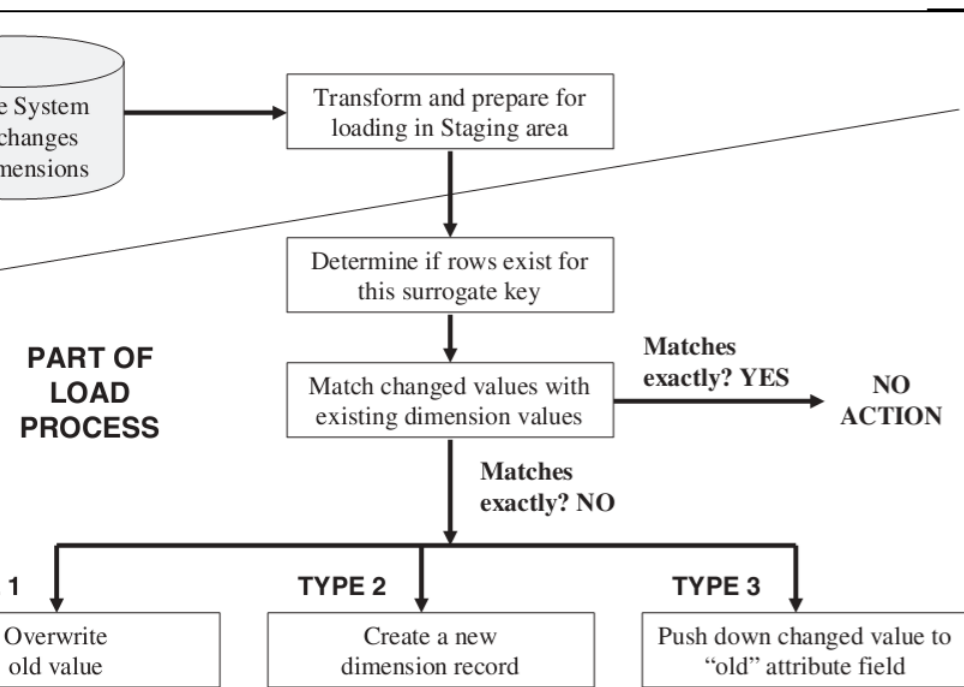 e System
changes
mensions
Transform and prepare for
loading in Staging area
Determine if rows exist for
this surrogate key
PART OF
LOAD
PROCESS
Match changed values with
existing dimension values
Matches
exactly? YES
NO
ACTION
Matches
exactly? NO
1
TYPE 2
TYPE 3
Overwrite
old value
Create a new
dimension record
Push down changed value to
“old” attribute field